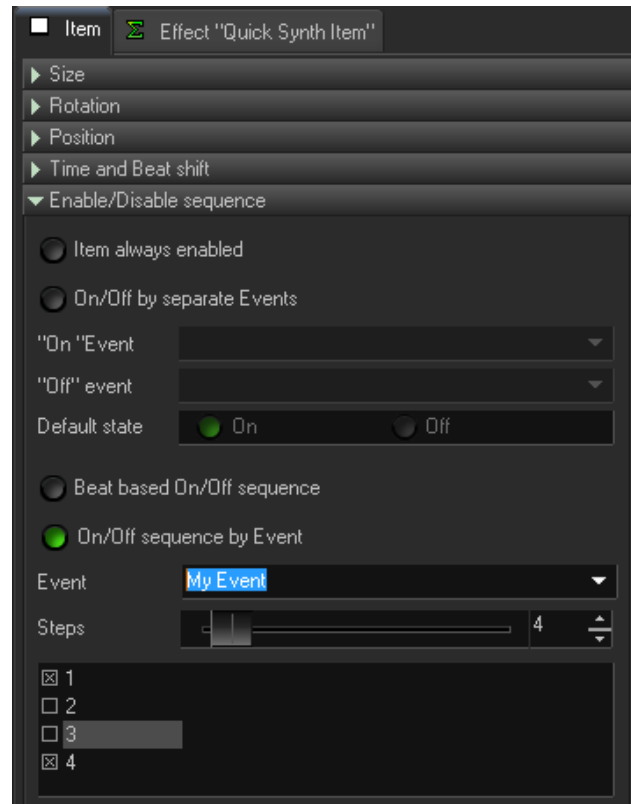 Item Effect "Quick Synth Item"
Size
Rotation
Position
Time and Beat shift
Enable/Disable sequence
Item always enabled
On/Off by separate Events
"On "Event
"Off" event
Default state On Off
Beat based On/Off sequence
On/Off sequence by Event
Event My Event
Steps 4
1
2
3
4